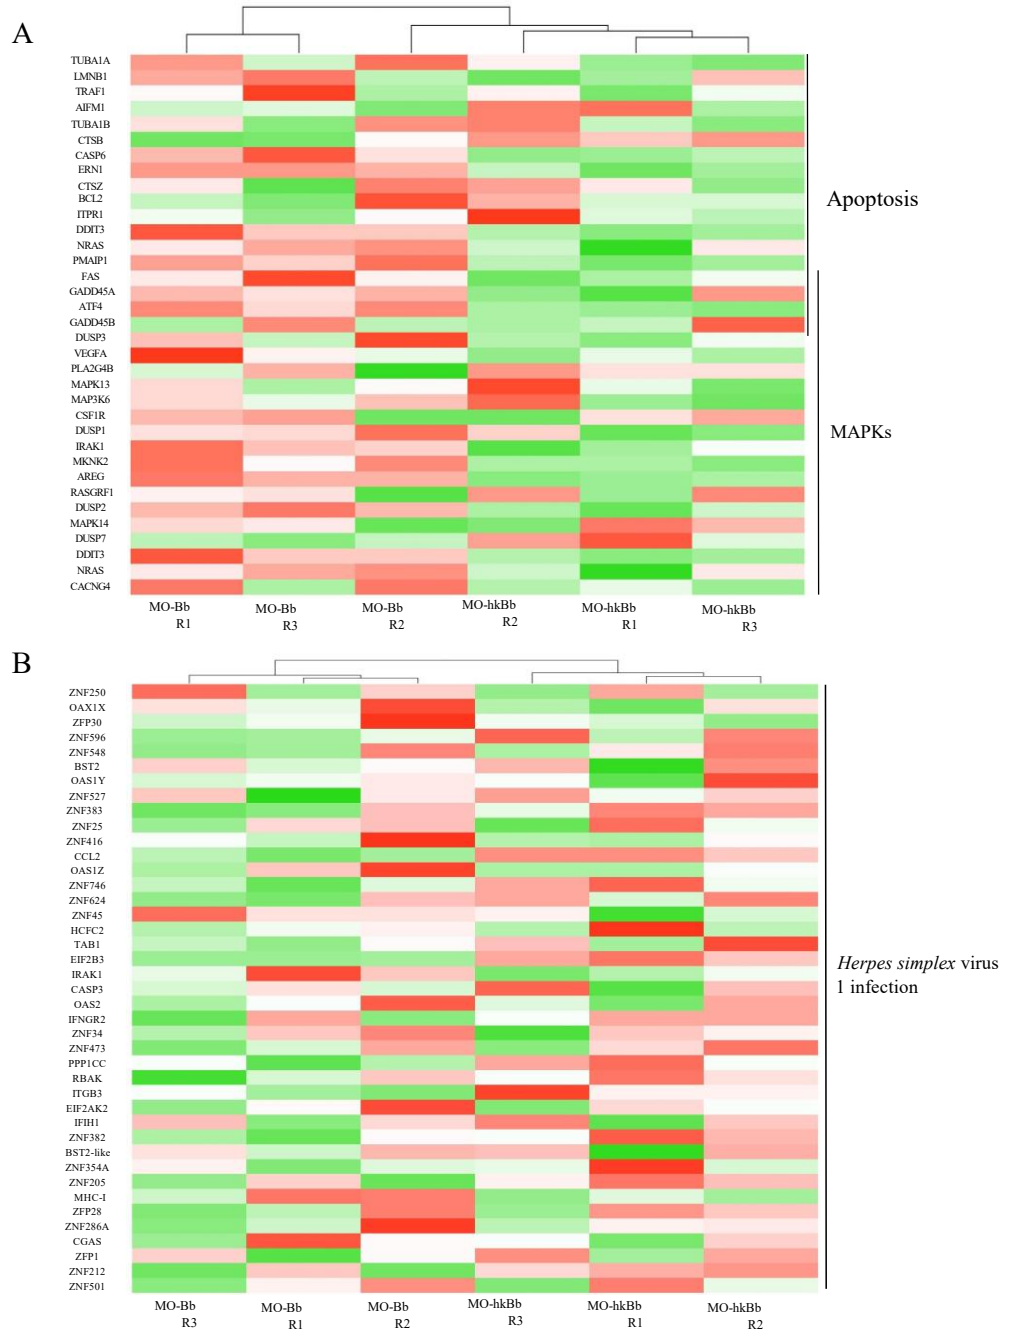 A
TUBA1A
LMNB1
TRAF1
AIFM1
TUBA1B
CTSB
CASP6
ERN1
CTSZ
BCL2
ITPR1
DDIT3
NRAS
PMAIP1
FAS
GADD45A
ATF4
GADD45B
DUSP3
VEGFA
PLA2G4B
MAPK13
MAP3K6
CSF1R
DUSP1
IRAK1
MKNK2
AREG
RASGRF1
DUSP2
MAPK14
DUSP7
DDIT3
NRAS
CACNG4
Apoptosis
MAPKs
MO-Bb
R1
MO-Bb
R3
MO-Bb
R2
MO-hkBb
R2
MO-hkBb
R1
MO-hkBb
R3
B
ZNF250
OAX1X
ZFP30
ZNF596
ZNF548
BST2
OAS1Y
ZNF527
ZNF383
ZNF25
ZNF416
CCL2
OAS1Z
ZNF746
ZNF624
ZNF45
HCFC2
TAB1
EIF2B3
IRAK1
CASP3
OAS2
IFNGR2
ZNF34
ZNF473
PPP1CC
RBAK
ITGB3
EIF2AK2
IFIH1
ZNF382
BST2-like
ZNF354A
ZNF205
MHC-I
ZFP28
ZNF286A
CGAS
ZFP1
ZNF212
ZNF501
Herpes simplex virus
1 infection
MO-Bb
R3
MO-Bb
R1
MO-Bb
R2
MO-hkBb
R3
MO-hkBb
R1
MO-hkBb
R2